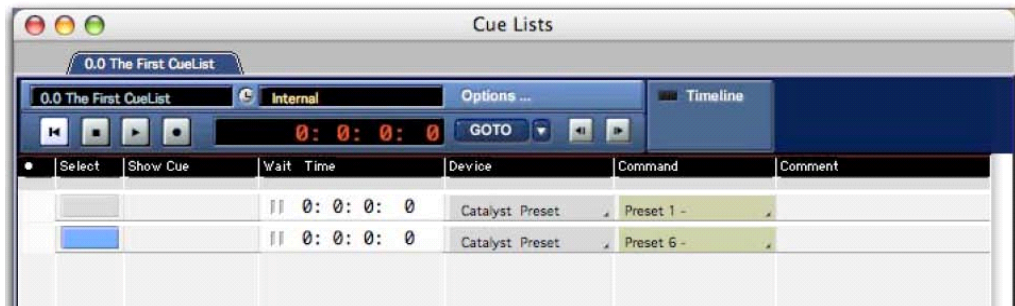 Cue Lists
0.0 The First CueList
0.0 The First CueList Internal Options ... Timeline
0: 0: 0: 0 GOTO
Select Show Cue Wait Time Device Command Comment
0: 0: 0: 0 Catalyst Preset Preset 1 -
0: 0: 0: 0 Catalyst Preset Preset 6 -